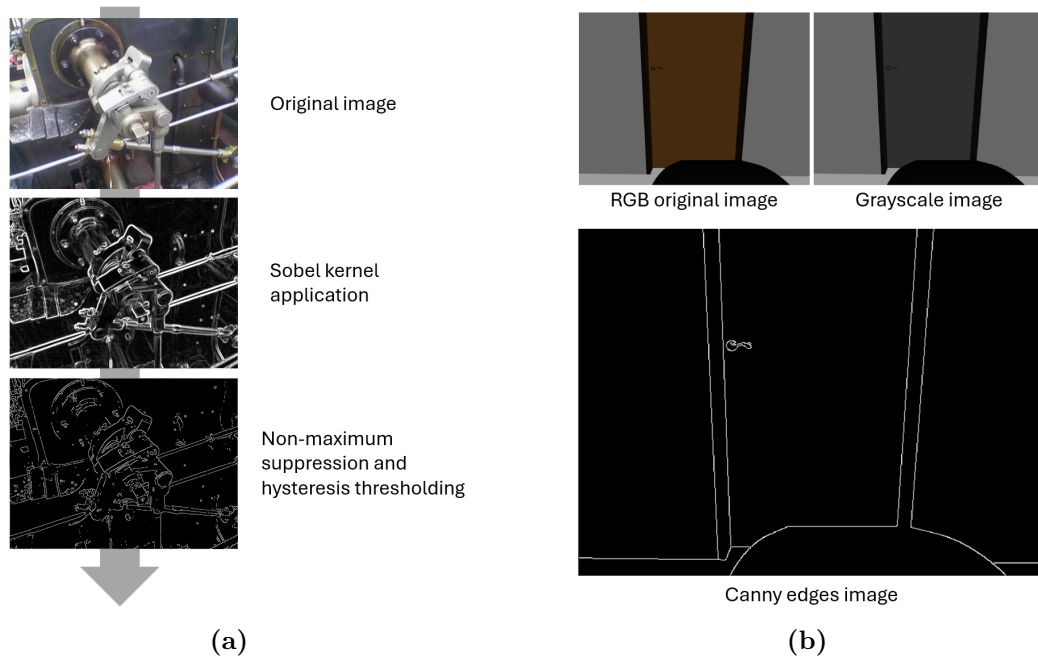 Original image
Sobel kernel
application
Non-maximum
suppression and
hysteresis thresholding
(a)
RGB original image
Grayscale image
Canny edges image
(b)